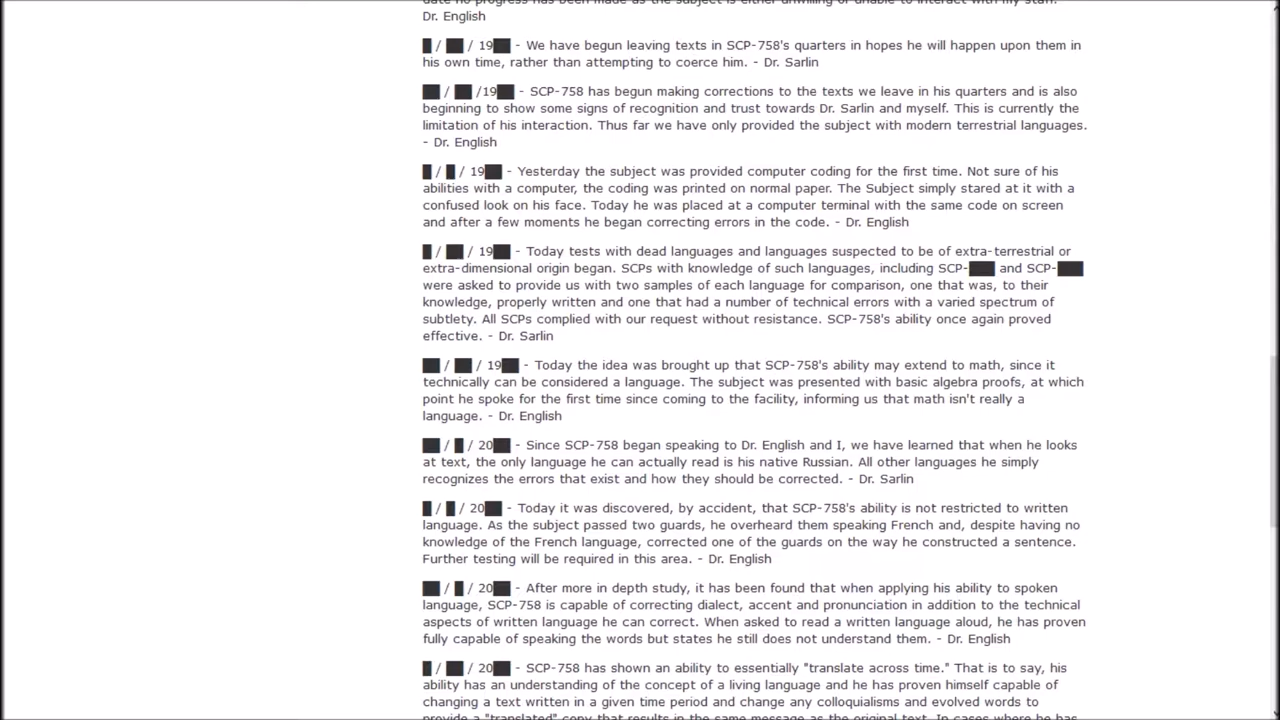 Dr. English
█ / ██ / 19██ - We have begun leaving texts in SCP-758's quarters in hopes he will happen upon them in
his own time, rather than attempting to coerce him. - Dr. Sarlin
██ / ██ /19██ - SCP-758 has begun making corrections to the texts we leave in his quarters and is also
beginning to show some signs of recognition and trust towards Dr. Sarlin and myself. This is currently the
limitation of his interaction. Thus far we have only provided the subject with modern terrestrial languages.
- Dr. English
█ / █ / 19██ - Yesterday the subject was provided computer coding for the first time. Not sure of his
abilities with a computer, the coding was printed on normal paper. The Subject simply stared at it with a
confused look on his face. Today he was placed at a computer terminal with the same code on screen
and after a few moments he began correcting errors in the code. - Dr. English
█ / ██ / 19██ - Today tests with dead languages and languages suspected to be of extra-terrestrial or
extra-dimensional origin began. SCPs with knowledge of such languages, including SCP-███ and SCP-███
were asked to provide us with two samples of each language for comparison, one that was, to their
knowledge, properly written and one that had a number of technical errors with a varied spectrum of
subtlety. All SCPs complied with our request without resistance. SCP-758's ability once again proved
effective. - Dr. Sarlin
██ / ██ / 19██ - Today the idea was brought up that SCP-758's ability may extend to math, since it
technically can be considered a language. The subject was presented with basic algebra proofs, at which
point he spoke for the first time since coming to the facility, informing us that math isn't really a
language. - Dr. English
██ / █ / 20██ - Since SCP-758 began speaking to Dr. English and I, we have learned that when he looks
at text, the only language he can actually read is his native Russian. All other languages he simply
recognizes the errors that exist and how they should be corrected. - Dr. Sarlin
█ / █ / 20██ - Today it was discovered, by accident, that SCP-758's ability is not restricted to written
language. As the subject passed two guards, he overheard them speaking French and, despite having no
knowledge of the French language, corrected one of the guards on the way he constructed a sentence.
Further testing will be required in this area. - Dr. English
██ / █ / 20██ - After more in depth study, it has been found that when applying his ability to spoken
language, SCP-758 is capable of correcting dialect, accent and pronunciation in addition to the technical
aspects of written language he can correct. When asked to read a written language aloud, he has proven
fully capable of speaking the words but states he still does not understand them. - Dr. English
█ / ██ / 20██ - SCP-758 has shown an ability to essentially "translate across time." That is to say, his
ability has an understanding of the concept of a living language and he has proven himself capable of
changing a text written in a given time period and change any colloquialisms and evolved words to
provide a "translated" copy that results in the same message as the original text. In cases where he has